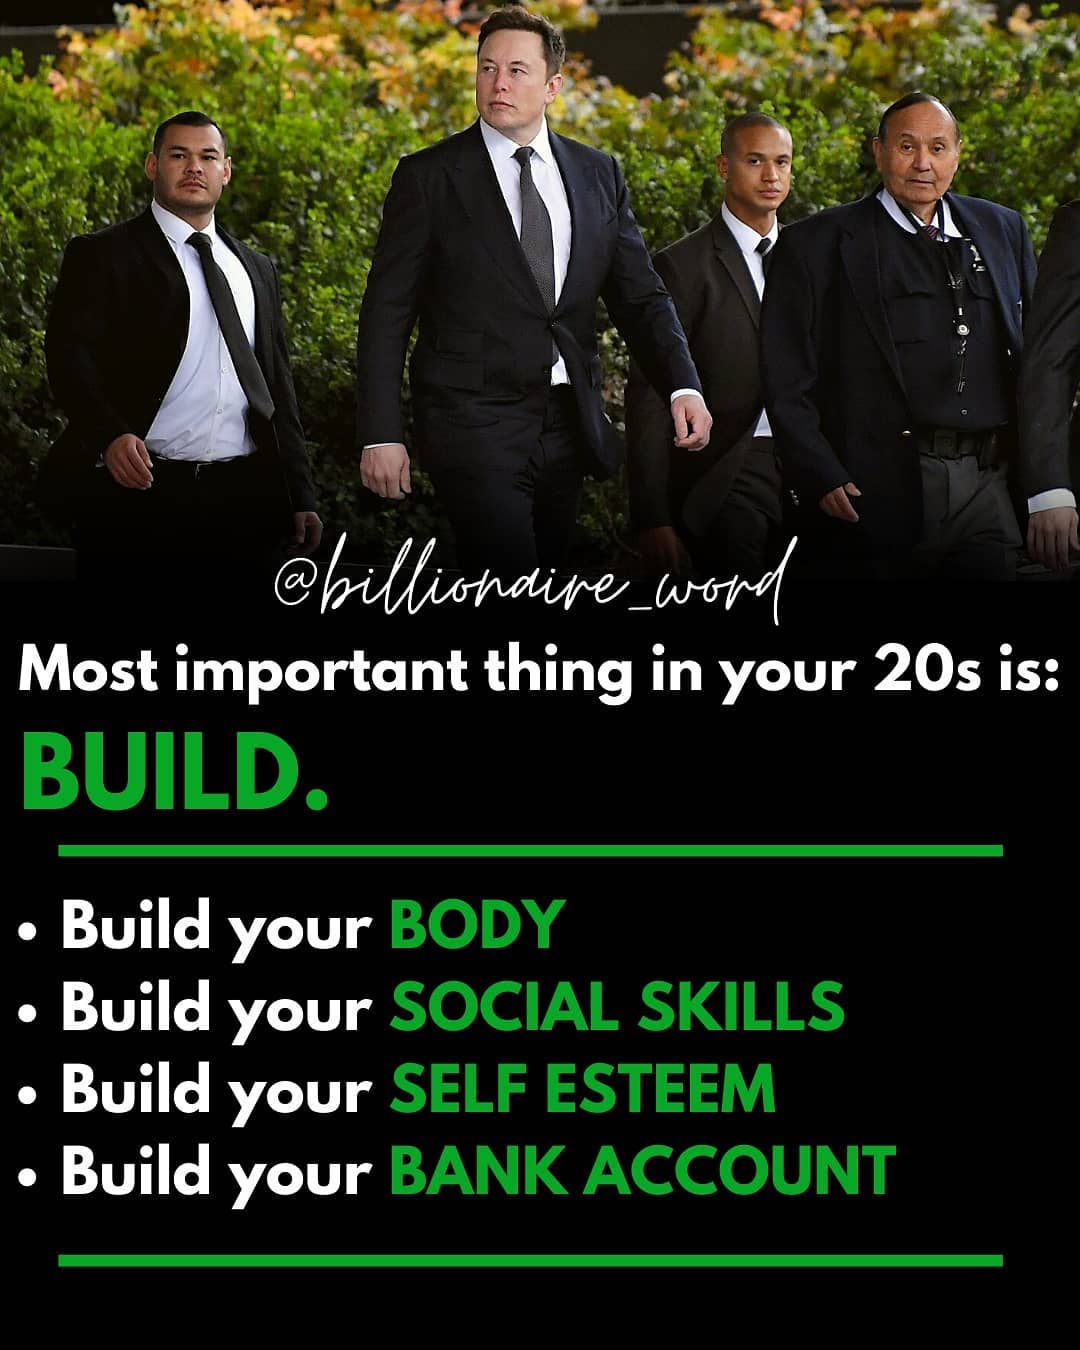 @billionaire_word
Most important thing in your 20s is:
BUILD.
• Build your BODY
• Build your SOCIAL SKILLS
• Build your SELF ESTEEM
• Build your BANK ACCOUNT